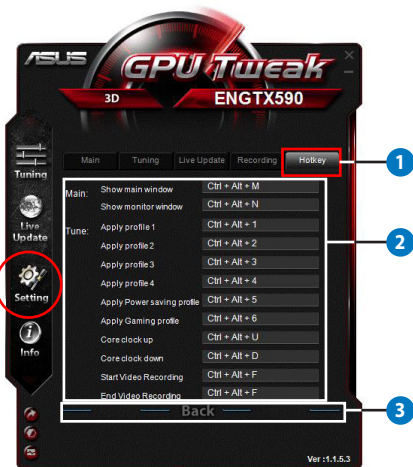 ASUS
GPU Tweak
3D ENGTX590
Main Tuning Live Update Recording Hotkey
1
Tuning
Live
Update
Setting
Info
Main: Show main window Ctrl + Alt + M
Show monitor window Ctrl + Alt + N
Tune: Apply profile 1 Ctrl + Alt + 1
Apply profile 2 Ctrl + Alt + 2
Apply profile 3 Ctrl + Alt + 3
Apply profile 4 Ctrl + Alt + 4
Apply Power saving profile Ctrl + Alt + 5
Apply Gaming profile Ctrl + Alt + 6
Core clock up Ctrl + Alt + U
Core clock down Ctrl + Alt + D
Start Video Recording Ctrl + Alt + F
End Video Recording Ctrl + Alt + F
2
Back
3
Ver :1.1.5.3